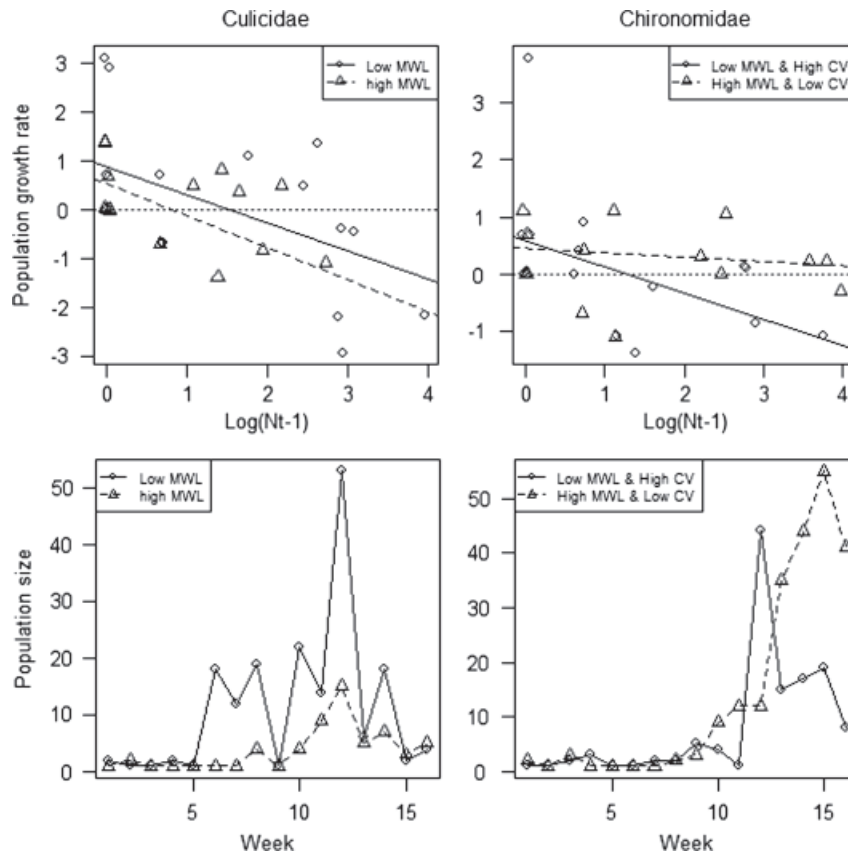 Culicidae
Chironomidae
Population growth rate
3
2
1
0
-1
-2
-3
Low MWL
high MWL
0 1 2 3 4
Log(Nt-1)
3
2
1
0
-1
Low MWL & High CV
High MWL & Low CV
0 1 2 3 4
Log(Nt-1)
Population size
50
40
30
20
10
0
Low MWL
high MWL
5 10 15
Week
50
40
30
20
10
0
Low MWL & High CV
High MWL & Low CV
5 10 15
Week